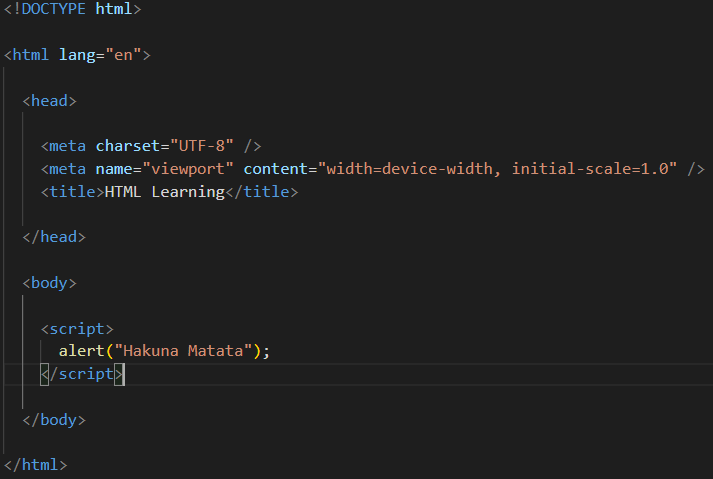 <!DOCTYPE html>
<html lang="en">
<head>
<meta charset="UTF-8" />
<meta name="viewport" content="width=device-width, initial-scale=1.0" />
<title>HTML Learning</title>
</head>
<body>
<script>
alert("Hakuna Matata");
</script>
</body>
</html>